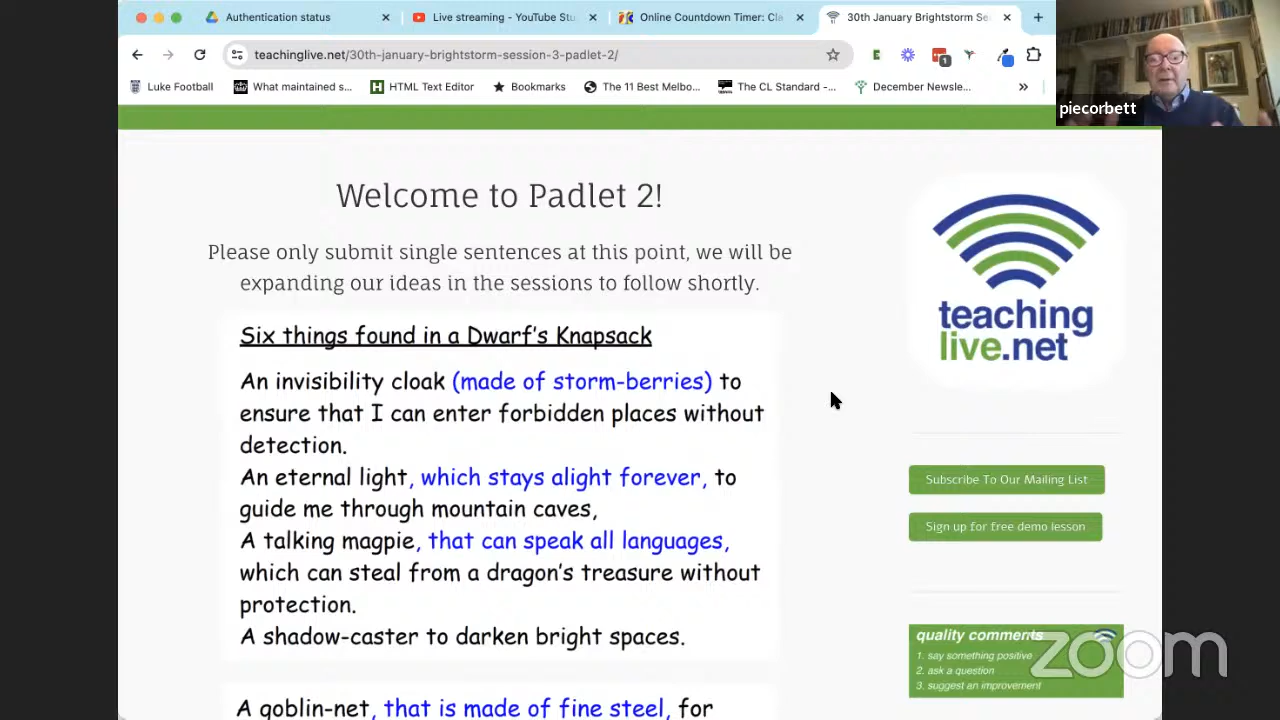 Authentication status
Live streaming - YouTube Stu
Online Countdown Timer: Cla
30th January Brightstorm Se
teachinglive.net/30th-january-brightstorm-session-3-padlet-2/
1
Luke Football
What maintained s...
H HTML Text Editor
Bookmarks
The 11 Best Melbo...
The CL Standard -...
December Newsle...
»
piecorbett
Welcome to Padlet 2!
Please only submit single sentences at this point, we will be
expanding our ideas in the sessions to follow shortly.
Six things found in a Dwarf's Knapsack
An invisibility cloak (made of storm-berries) to
ensure that I can enter forbidden places without
detection.
An eternal light, which stays alight forever, to
guide me through mountain caves,
A talking magpie, that can speak all languages,
which can steal from a dragon's treasure without
protection.
A shadow-caster to darken bright spaces.
A goblin-net, that is made of fine steel, for
teaching
live.net
Subscribe To Our Mailing List
Sign up for free demo lesson
quality comments
1. say something positive
2. ask a question
3. suggest an improvement
zoom